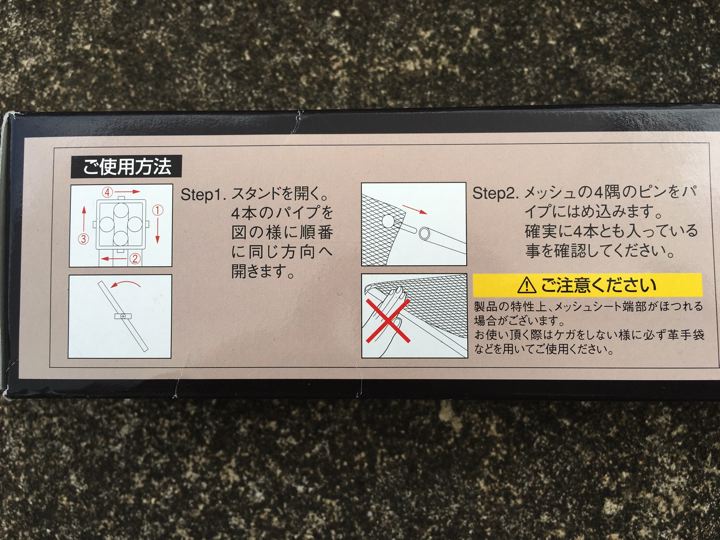 ご使用方法
④
①
③
②
Step1. スタンドを開く。
4本のパイプを
図の様に順番
に同じ方向へ
開きます。
Step2. メッシュの4隅のピンをパ
イプにはめ込みます。
確実に4本とも入っている
事を確認してください。
⚠ご注意ください
製品の特性上、メッシュシート端部がほつれる
場合がございます。
お使い頂く際はケガをしない様に必ず革手袋
などを用いてご使用ください。